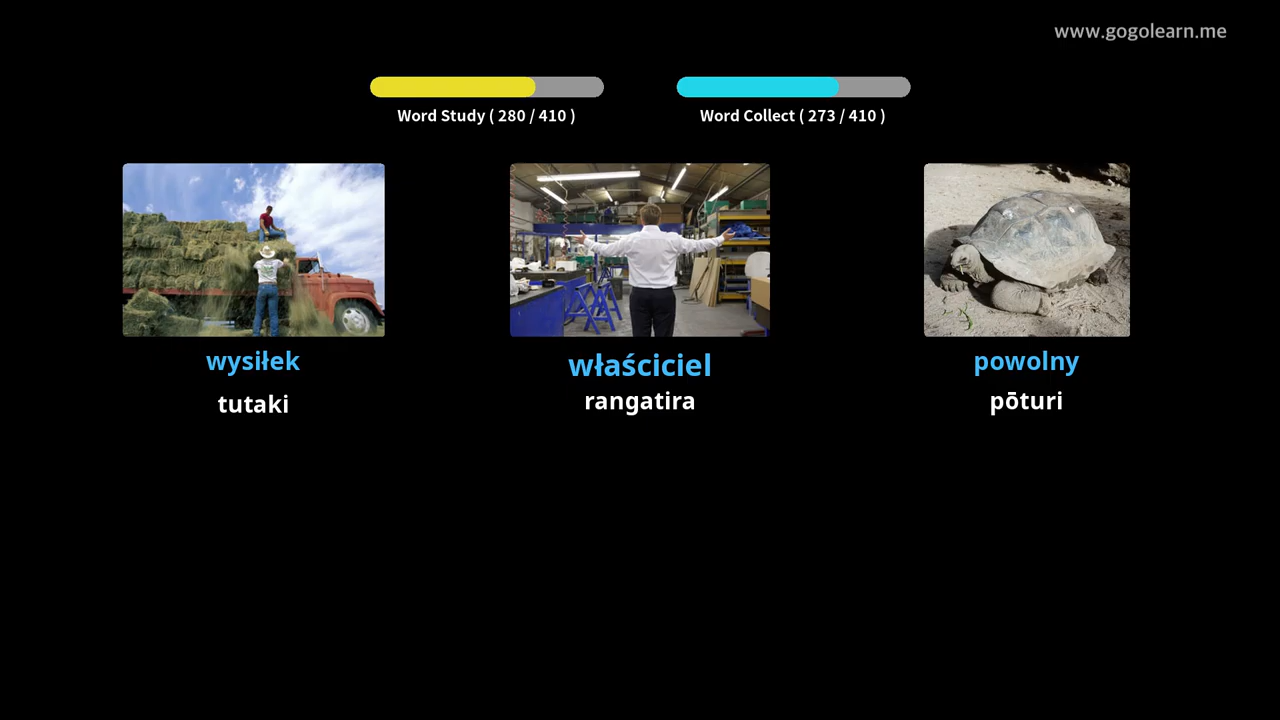 www.gogolearn.me
Word Study ( 280 / 410 )
Word Collect ( 273 / 410 )
wysiłek
właściciel
powolny
tutaki
rangatira
pōturi